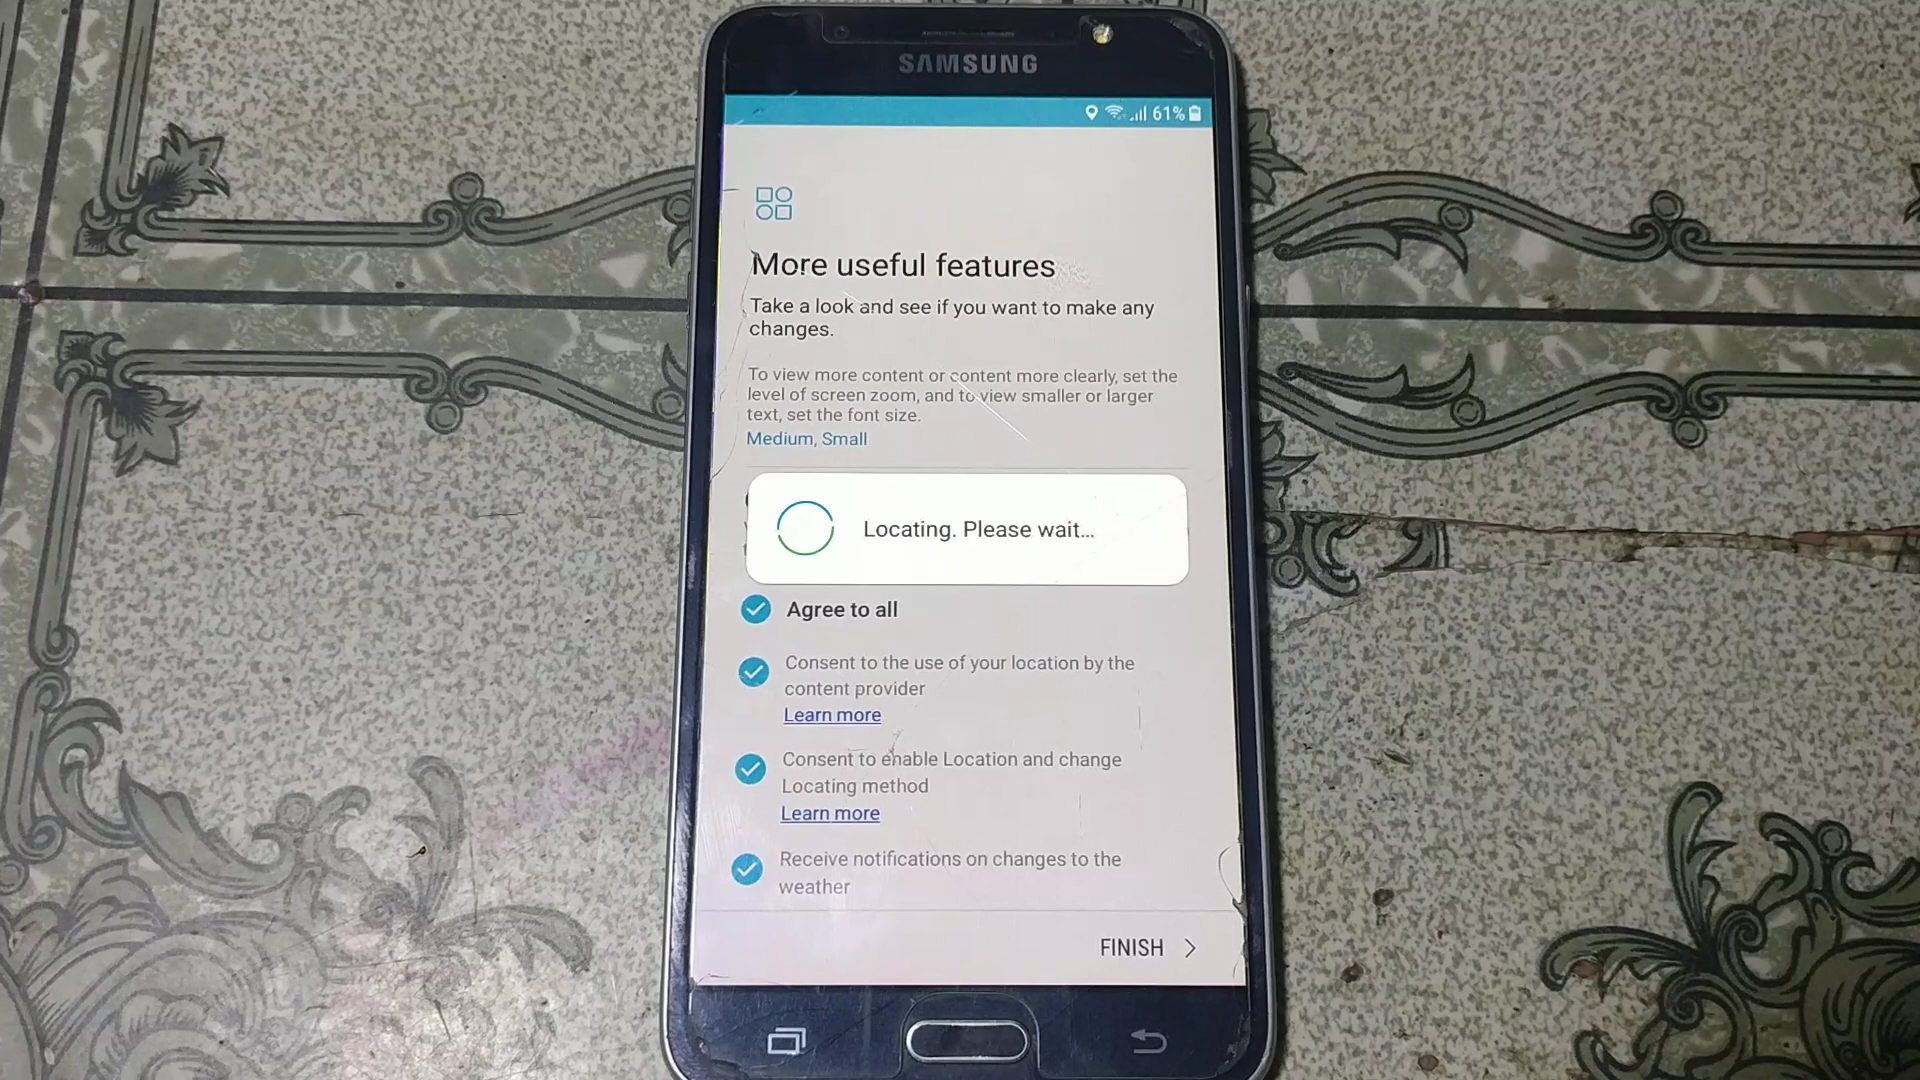 SAMSUNG
61%
More useful features
Take a look and see if you want to make any
changes.
To view more content or content more clearly, set the
level of screen zoom, and to view smaller or larger
text, set the font size.
Medium, Small
Locating. Please wait...
Agree to all
Consent to the use of your location by the
content provider
Learn more
Consent to enable Location and change
Locating method
Learn more
Receive notifications on changes to the
weather
FINISH